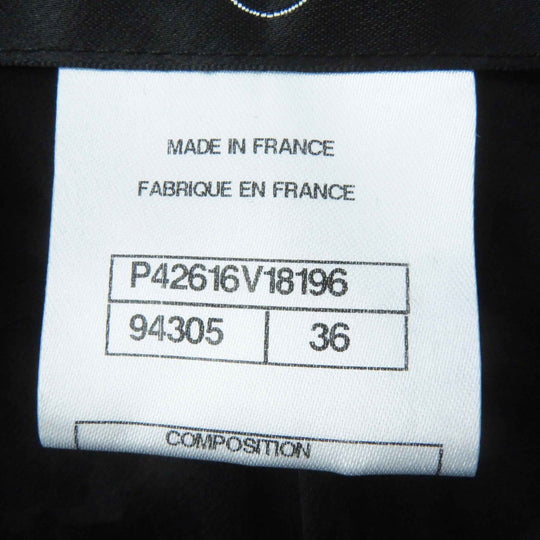 MADE IN FRANCE
FABRIQUE EN FRANCE
P42616V18196
94305 36
COMPOSITION